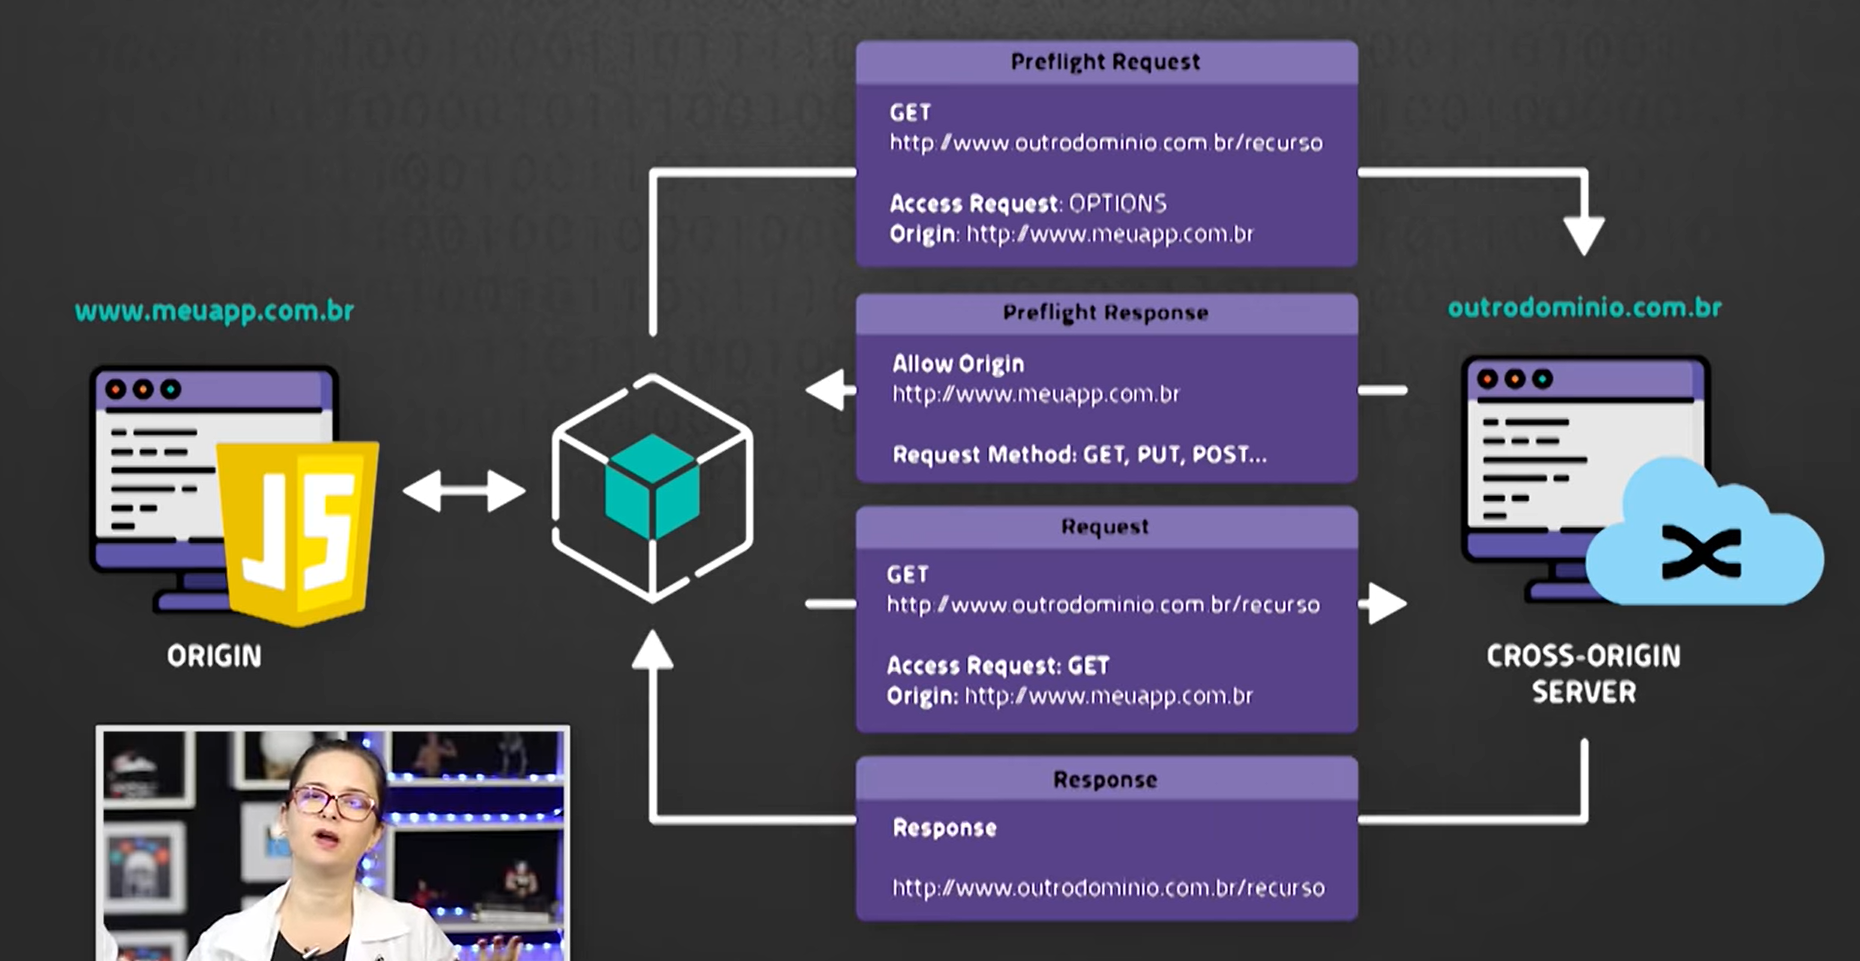 Preflight Request
GET
http://www.outrodominio.com.br/recurso
Access Request: OPTIONS
Origin: http://www.meuapp.com.br
www.meuapp.com.br
Preflight Response
outrodominio.com.br
Allow Origin
http://www.meuapp.com.br
Request Method: GET, PUT, POST...
JS
Request
GET
http://www.outrodominio.com.br/recurso
Access Request: GET
Origin: http://www.meuapp.com.br
ORIGIN
CROSS-ORIGIN
SERVER
Response
Response
http://www.outrodominio.com.br/recurso